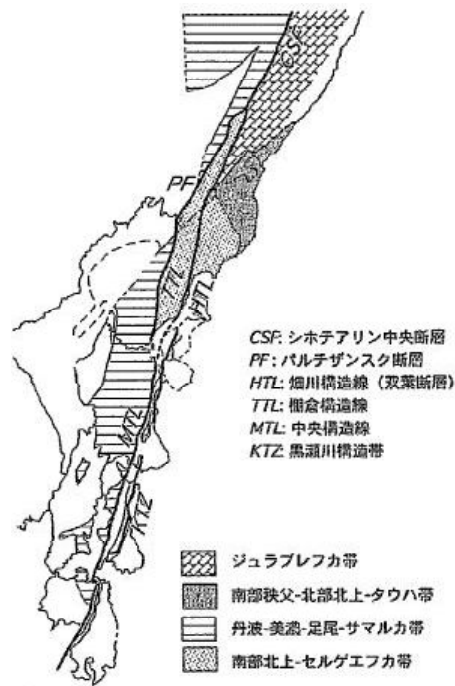 CSF
PF
TTL
HTL
MTL
KTZ
CSF: シホテアリン中央断層
PF: パルチザンスク断層
HTL: 畑川構造線（双葉断層）
TTL: 棚倉構造線
MTL: 中央構造線
KTZ: 黒瀬川構造帯
ジュラブレフカ帯
南部秩父-北部北上-タウハ帯
丹波-美濃-足尾-サマルカ帯
南部北上-セルゲエフカ帯